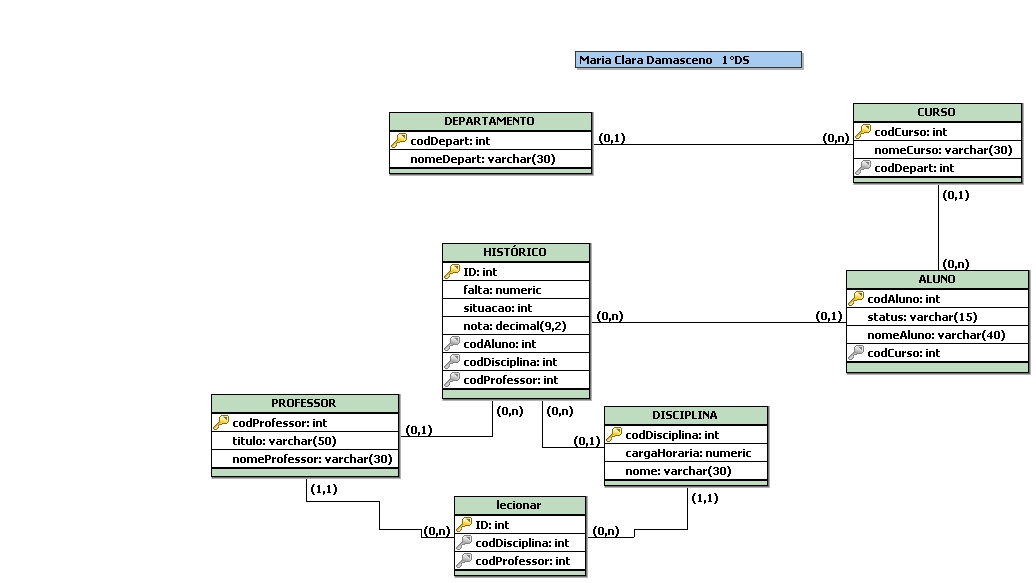 Maria Clara Damasceno 1°DS
DEPARTAMENTO
codDepart: int
nomeDepart: varchar(30)
(0,1)
(0,n)
CURSO
codCurso: int
nomeCurso: varchar(30)
codDepart: int
(0,1)
(0,n)
HISTÓRICO
ID: int
falta: numeric
situacao: int
nota: decimal(9,2)
codAluno: int
codDisciplina: int
codProfessor: int
(0,n)
(0,1)
ALUNO
codAluno: int
status: varchar(15)
nomeAluno: varchar(40)
codCurso: int
PROFESSOR
codProfessor: int
titulo: varchar(50)
nomeProfessor: varchar(30)
(0,1)
(0,n)
(0,n)
(0,1)
DISCIPLINA
codDisciplina: int
cargaHoraria: numeric
nome: varchar(30)
(1,1)
(0,n)
lecionar
ID: int
codDisciplina: int
codProfessor: int
(0,n)
(1,1)